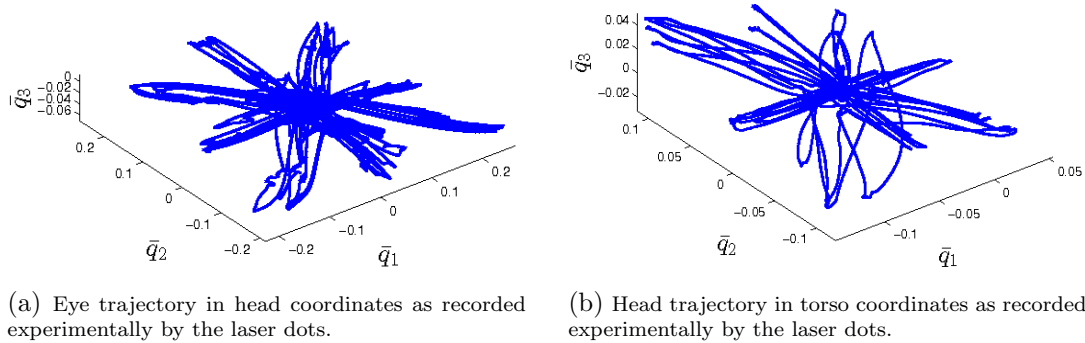 0
−0.02
−0.04
−0.06
q̄3
0.2
0.1
0
−0.1
−0.2
q̄2
−0.2
−0.1
0
0.1
0.2
q̄1
0.04
0.02
0
−0.02
q̄3
0.1
0.05
0
−0.05
−0.1
q̄2
−0.1
−0.05
0
0.05
q̄1
(a) Eye trajectory in head coordinates as recorded
experimentally by the laser dots.
(b) Head trajectory in torso coordinates as recorded
experimentally by the laser dots.